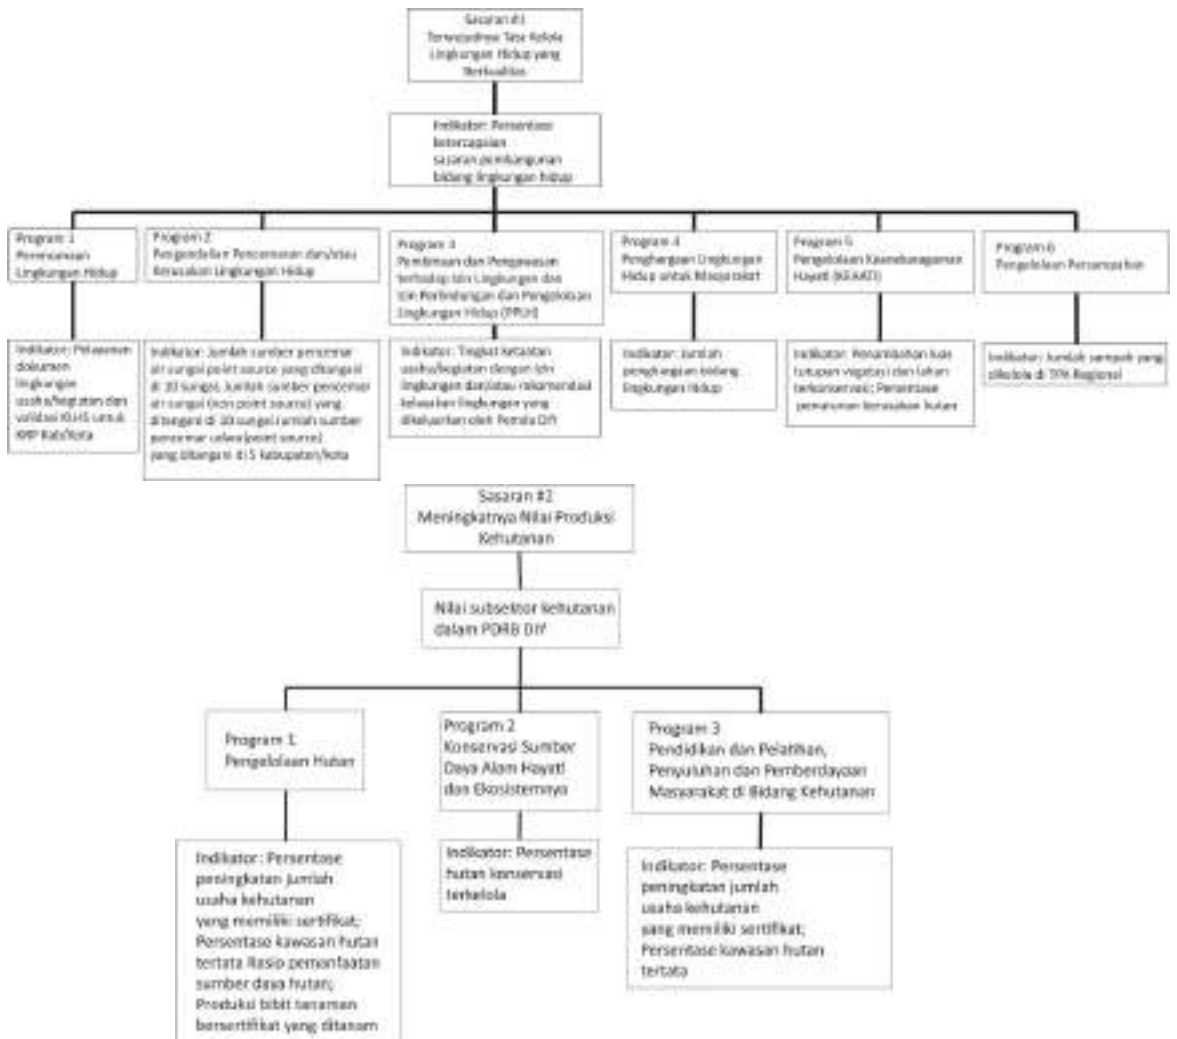 Sasaran #1
Terwujudnya Tata Kelola
Lingkungan Hidup yang
Berkualitas
Indikator: Persentase
ketercapaian
sasaran pembangunan
bidang lingkungan hidup
Program 1
Perencanaan
Lingkungan Hidup
Program 2
Pengendalian Pencemaran dan/atau
Kerusakan Lingkungan Hidup
Program 3
Pembinaan dan Pengawasan
terhadap Izin Lingkungan dan
Izin Perlindungan dan Pengelolaan
Lingkungan Hidup (PPLH)
Program 4
Penghargaan Lingkungan
Hidup untuk Masyarakat
Program 5
Pengelolaan Keanekaragaman
Hayati (KEHATI)
Program 6
Pengelolaan Persampahan
Indikator: Pelayanan
dokumen
lingkungan
usaha/kegiatan dan
validasi KLHS untuk
KRP Kab/Kota
Indikator: Jumlah sumber pencemar
air sungai point source yang ditangani
di 10 sungai, Jumlah sumber pencemar
air sungai (non point source) yang
ditangani di 10 sungai Jumlah sumber
pencemar udara (point source)
yang ditangani di 5 kabupaten/kota
Indikator: Tingkat ketaatan
usaha/kegiatan dengan izin
lingkungan dan/atau rekomendasi
kelayakan lingkungan yang
dikeluarkan oleh Pemda DIY
Indikator: Jumlah
penghargaan bidang
lingkungan Hidup
Indikator: Penambahan luas
tutupan vegetasi dan lahan
terkonservasi; Persentase
penurunan kerusakan hutan
Indikator: Jumlah sampah yang
dikelola di TPA Regional
Sasaran #2
Meningkatnya Nilai Produksi
Kehutanan
Nilai subsektor kehutanan
dalam PDRB DIY
Program 1
Pengelolaan Hutan
Program 2
Konservasi Sumber
Daya Alam Hayati
dan Ekosistemnya
Program 3
Pendidikan dan Pelatihan,
Penyuluhan dan Pemberdayaan
Masyarakat di Bidang Kehutanan
Indikator: Persentase
peningkatan jumlah
usaha kehutanan
yang memiliki sertifikat;
Persentase kawasan hutan
tertata Rasio pemanfaatan
sumber daya hutan;
Produksi bibit tanaman
bersertifikat yang ditanam
Indikator: Persentase
hutan konservasi
terkelola
Indikator: Persentase
peningkatan jumlah
usaha kehutanan
yang memiliki sertifikat;
Persentase kawasan hutan
tertata